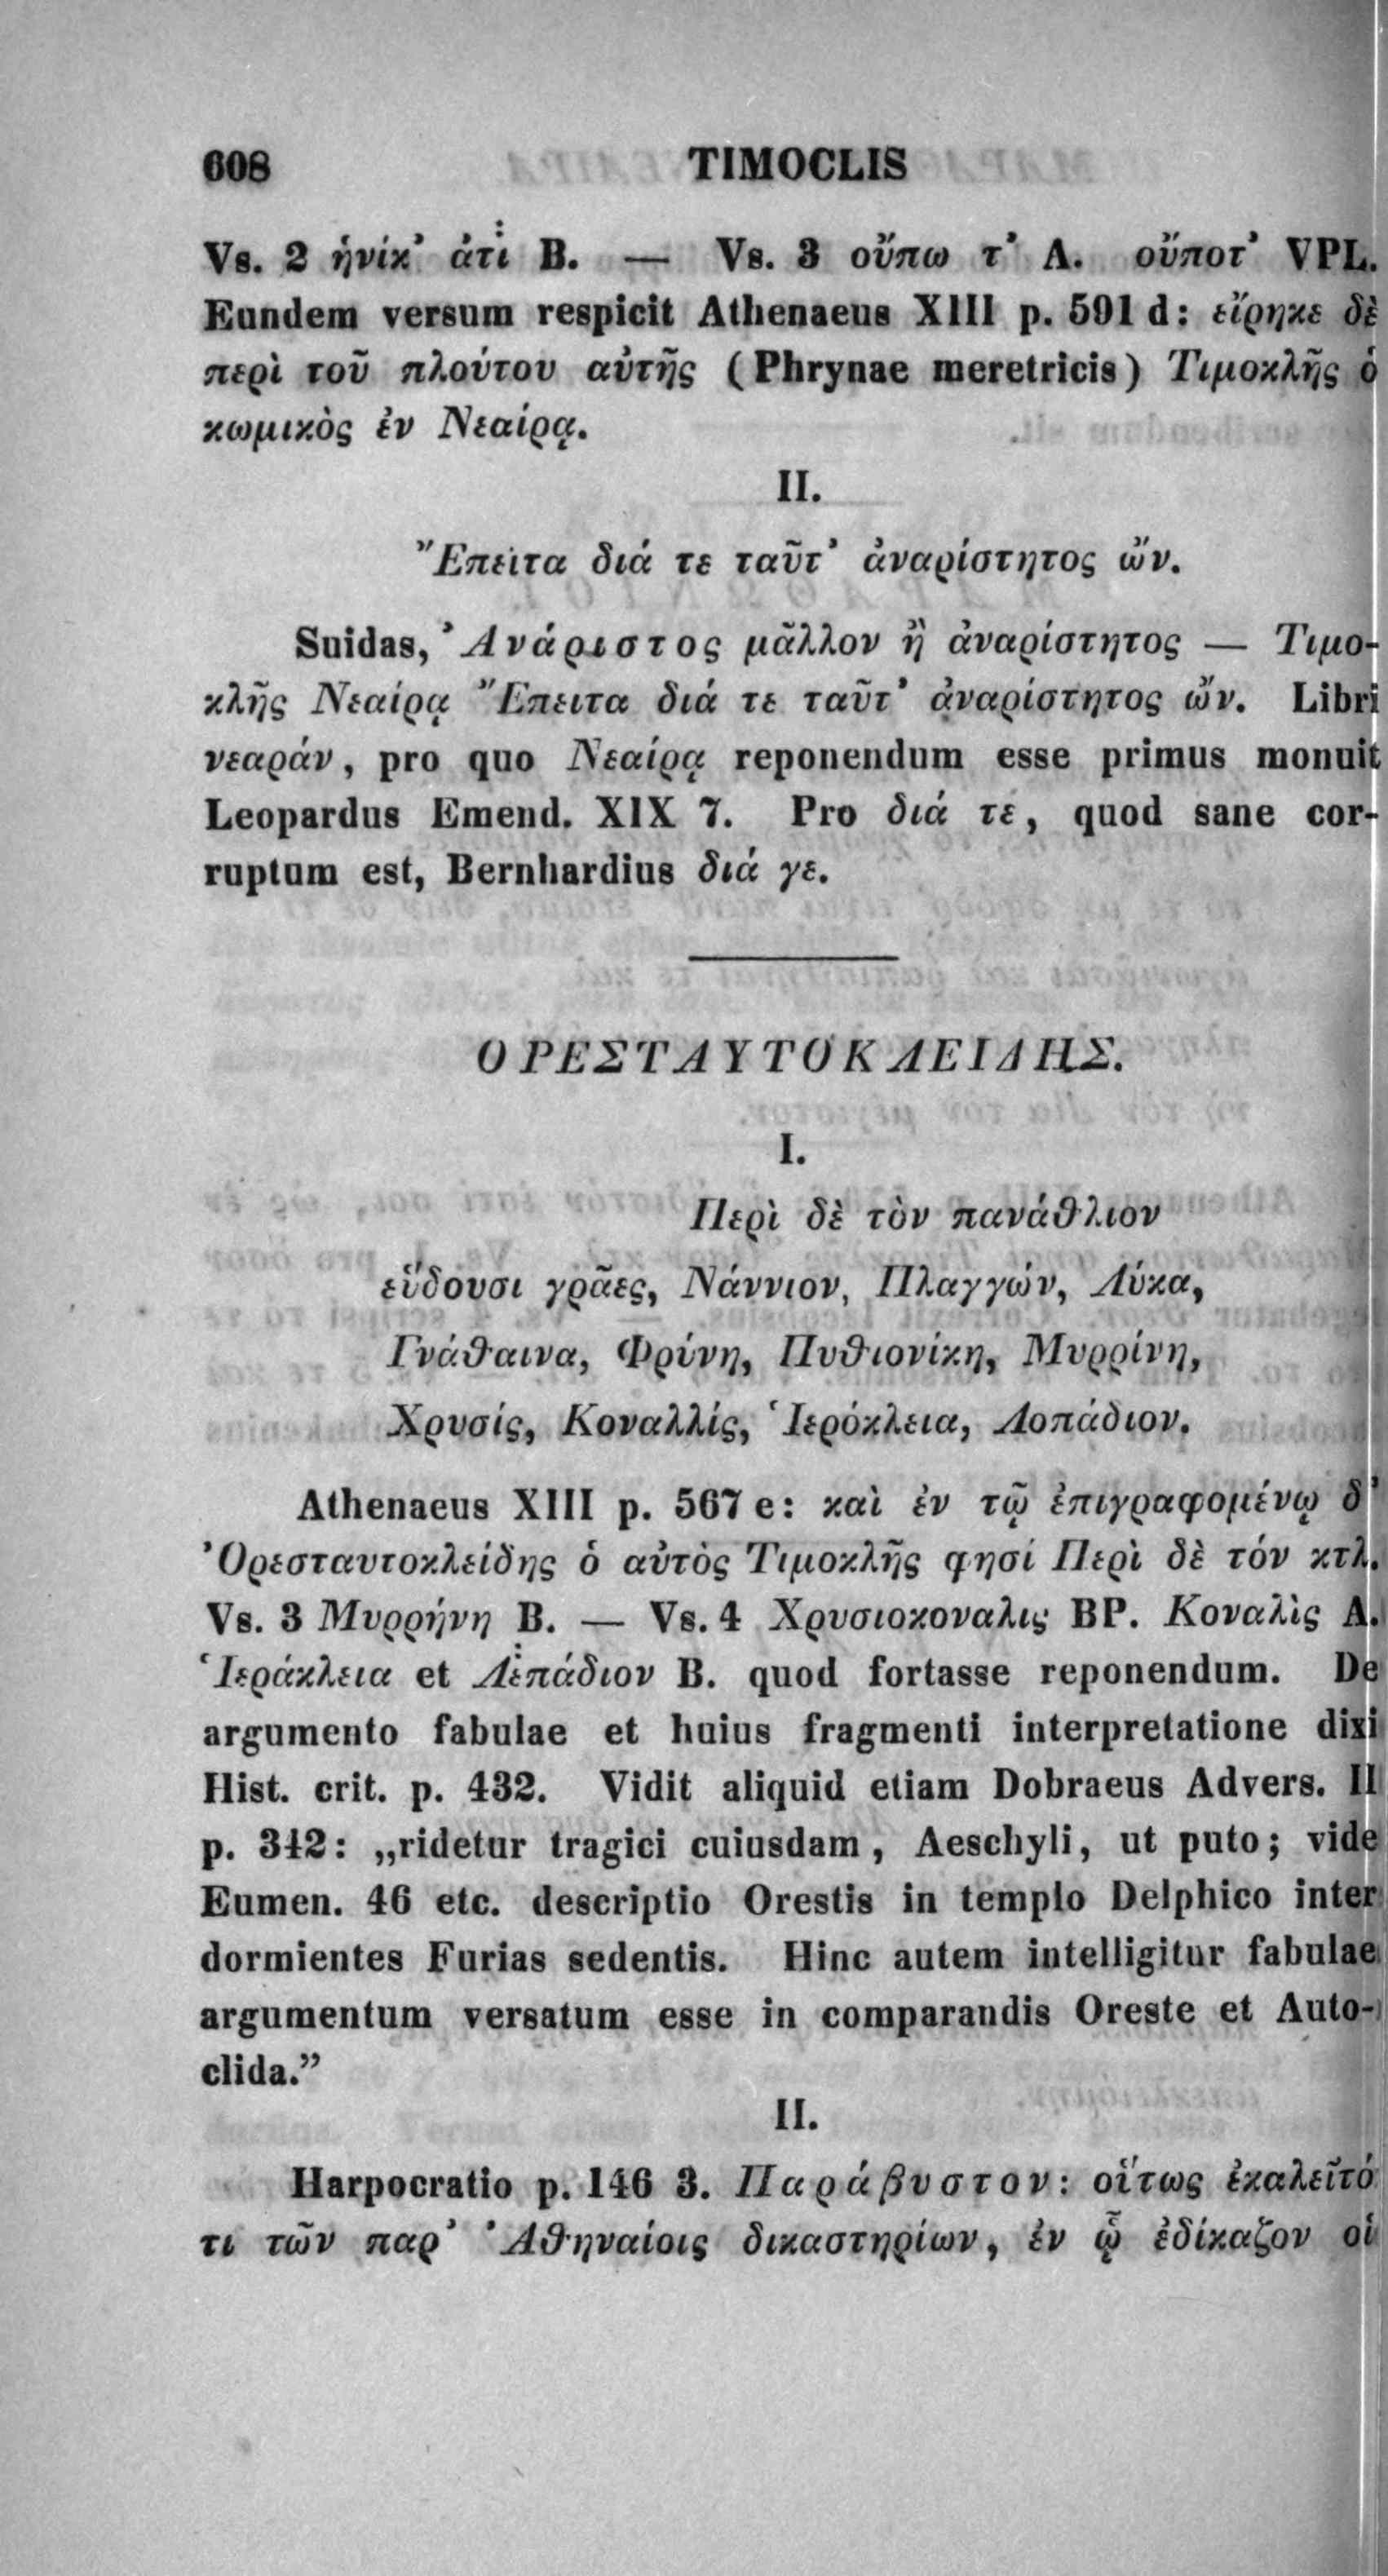 608 TIMOCLIS
Vs. 2 ἡνίκ᾽ ἀτὶ B. — Vs. 3 οὔπω τ᾽ A. οὔποτ᾽ VPL.
Eundem versum respicit Athenaeus XIII p. 591 d: εἴρηκε δὲ
περὶ τοῦ πλούτου αὐτῆς (Phrynae meretricis) Τιμοκλῆς ὁ
κωμικὸς ἐν Νεαίρᾳ.
II.
Ἔπειτα διά τε ταῦτ᾽ ἀναρίστητος ὤν.
Suidas, Ἀνάριστος μᾶλλον ἢ ἀναρίστητος — Τιμο-
κλῆς Νεαίρᾳ Ἔπειτα διά τε ταῦτ᾽ ἀναρίστητος ὤν. Libri
νεαράν, pro quo Νεαίρᾳ reponendum esse primus monuit
Leopardus Emend. XIX 7. Pro διά τε, quod sane cor-
ruptum est, Bernhardius διά γε.
ΟΡΕΣΤΑΥΤΟΚΛΕΙΔΗΣ.
I.
Περὶ δὲ τὸν πανάθλιον
εὕδουσι γρᾶες, Νάννιον, Πλαγγών, Λύκα,
Γνάθαινα, Φρύνη, Πυθιονίκη, Μυρρίνη,
Χρυσίς, Κοναλλίς, Ἱερόκλεια, Λοπάδιον.
Athenaeus XIII p. 567 e: καὶ ἐν τῷ ἐπιγραφομένῳ δ᾽
Ὀρεσταυτοκλείδης ὁ αὐτὸς Τιμοκλῆς φησί Περὶ δὲ τόν κτλ.
Vs. 3 Μυρρήνη B. — Vs. 4 Χρυσιοκοναλις BP. Κοναλὶς A.
Ἱεράκλεια et Λεπάδιον B. quod fortasse reponendum. De
argumento fabulae et huius fragmenti interpretatione dixi
Hist. crit. p. 432. Vidit aliquid etiam Dobraeus Advers. II
p. 342: „ridetur tragici cuiusdam, Aeschyli, ut puto; vide
Eumen. 46 etc. descriptio Orestis in templo Delphico inter
dormientes Furias sedentis. Hinc autem intelligitur fabulae
argumentum versatum esse in comparandis Oreste et Auto-
clida.”
II.
Harpocratio p. 146 3. Παράβυστον: οὕτως ἐκαλεῖτό
τι τῶν παρ᾽ Ἀθηναίοις δικαστηρίων, ἐν ᾧ ἐδίκαζον οἱ